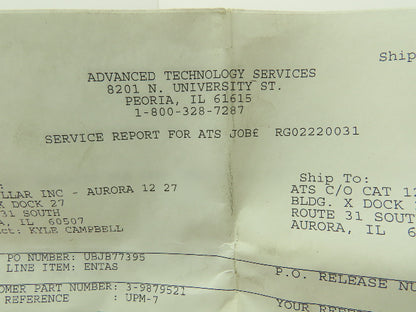 Ship
ADVANCED TECHNOLOGY SERVICES
8201 N. UNIVERSITY ST.
PEORIA, IL 61615
1-800-328-7287
SERVICE REPORT FOR ATS JOB£ RG02220031
Ship To:
LLAR INC - AURORA 12 27
ATS C/O CAT 12
DOCK 27
BLDG. X DOCK
31 SOUTH
ROUTE 31 SOUT
IL 60507
AURORA, IL 6
KYLE CAMPBELL
PO NUMBER: UBJB77395
P.O. RELEASE NU
LINE ITEM: ENTAS
OMER PART NUMBER: 3-9879521
REFERENCE : UPM-7
YOUR REFER